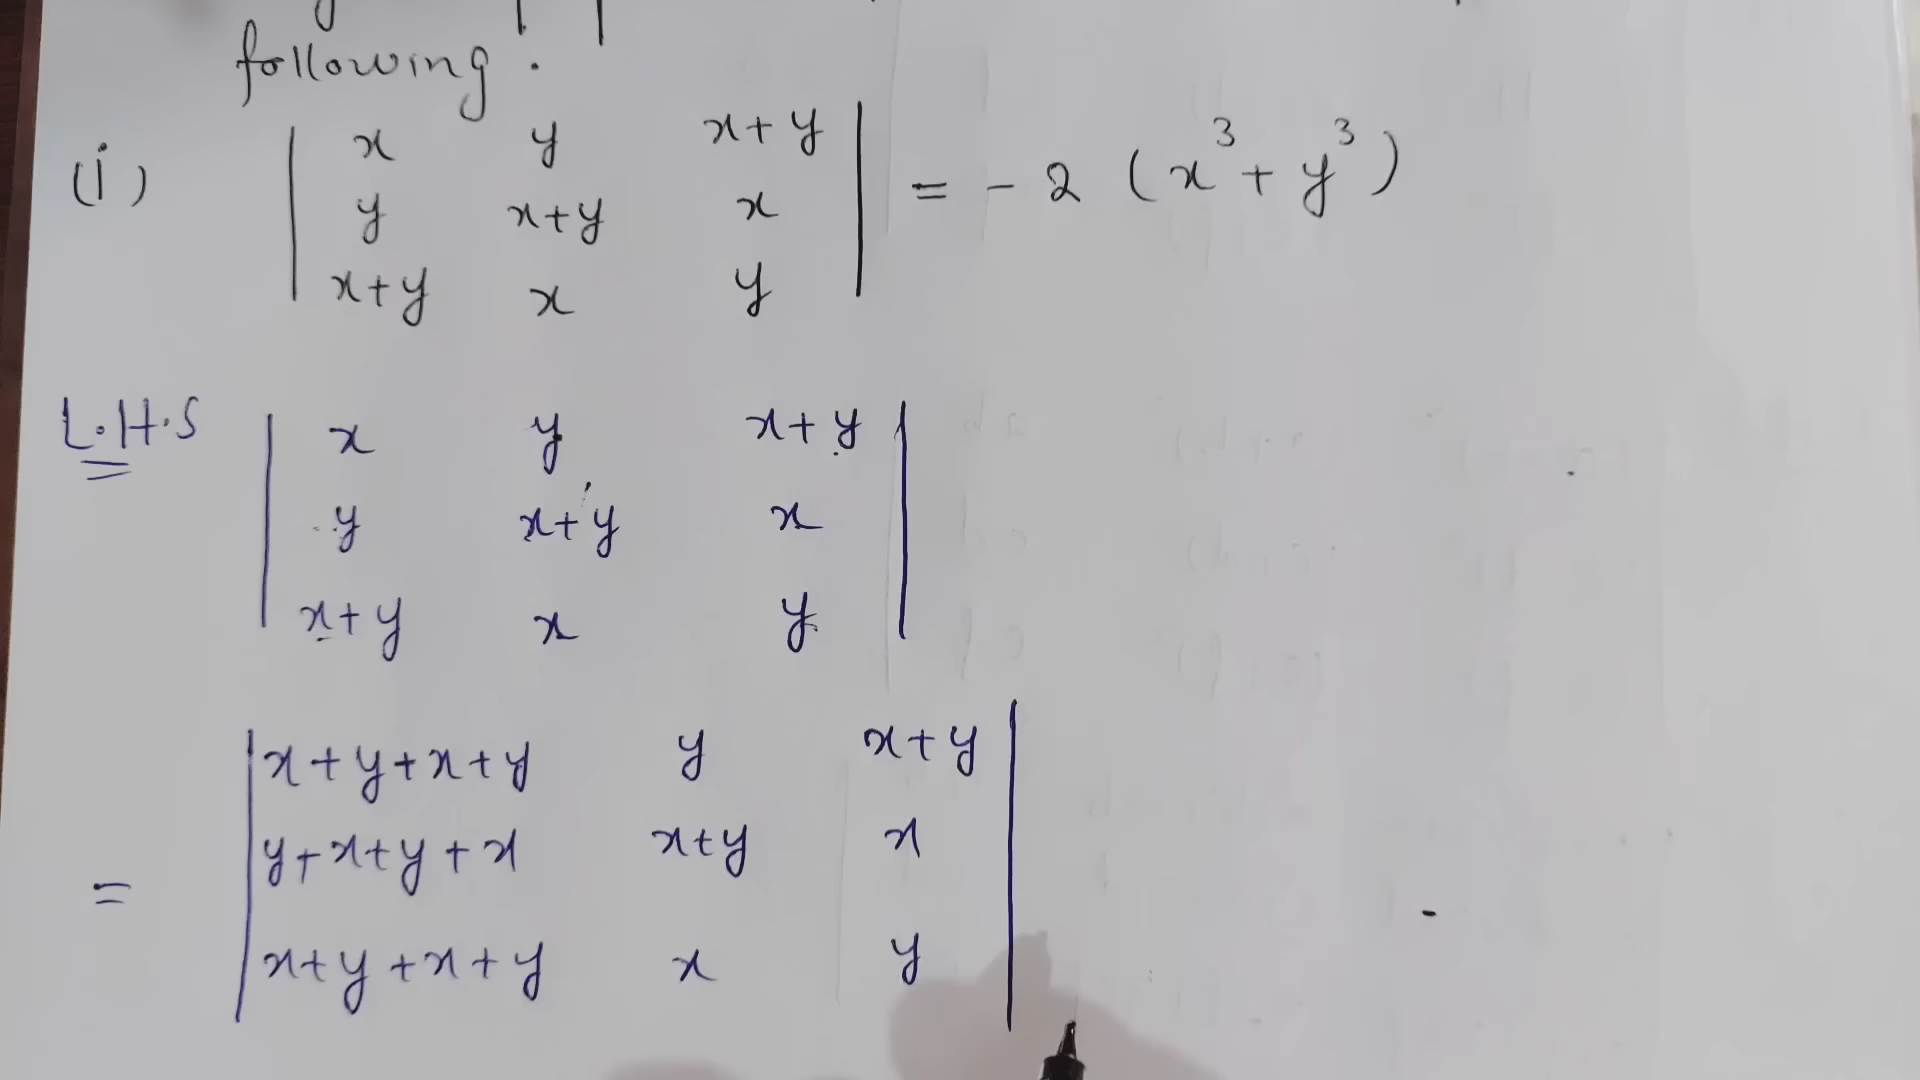 following:
(i) | x y x+y | = -2 (x³+y³)
| y x+y x |
| x+y x y |
L.H.S | x y x+y |
| y x+y x |
| x+y x y |
| x+y+x+y y x+y |
= | y+x+y+x x+y x |
| x+y+x+y x y |